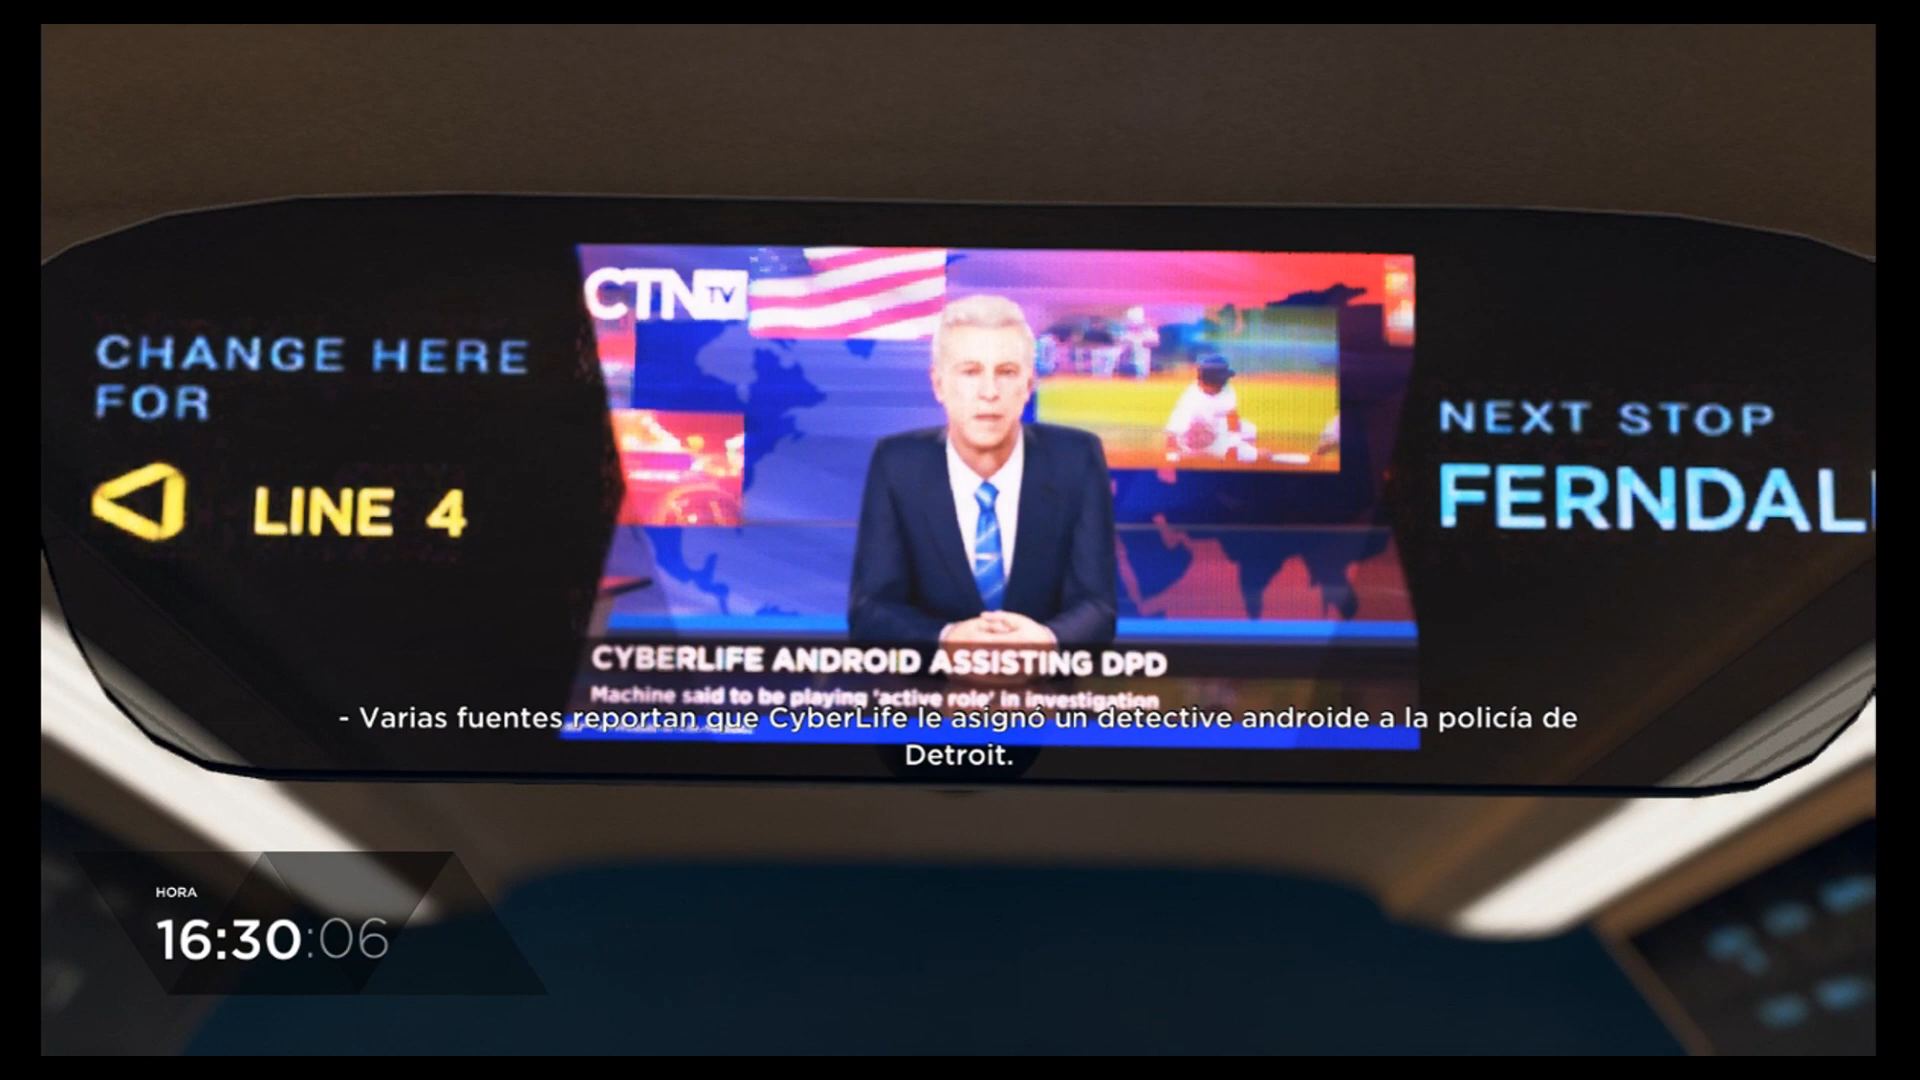 CTN TV
CHANGE HERE
FOR
LINE 4
NEXT STOP
FERNDAL
CYBERLIFE ANDROID ASSISTING DPD
Machine said to be playing 'active role' in investigation
- Varias fuentes reportan que CyberLife le asignó un detective androide a la policía de
Detroit.
HORA
16:30:06